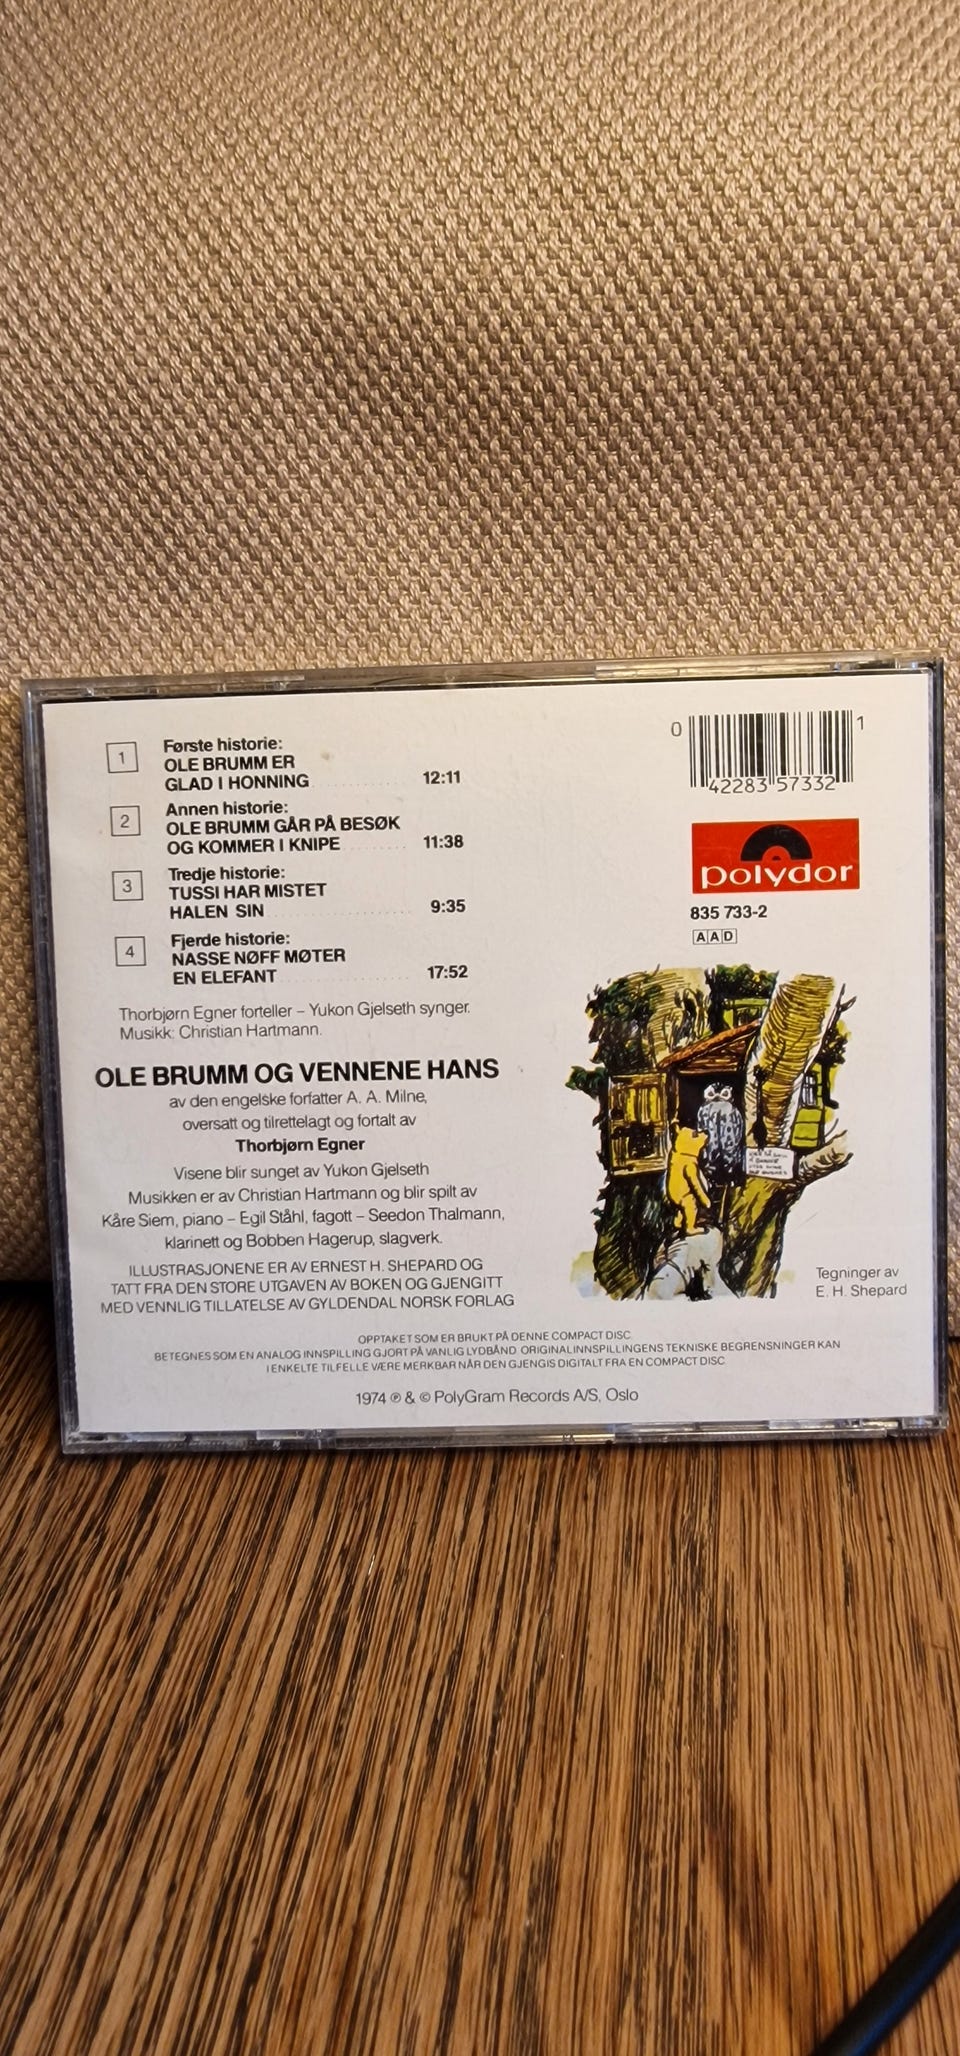 1
Første historie:
OLE BRUMM ER
GLAD I HONNING 12:11
2
Annen historie:
OLE BRUMM GÅR PÅ BESØK
OG KOMMER I KNIPE 11:38
3
Tredje historie:
TUSSI HAR MISTET
HALEN SIN 9:35
4
Fjerde historie:
NASSE NØFF MØTER
EN ELEFANT 17:52
Thorbjørn Egner forteller – Yukon Gjelseth synger.
Musikk: Christian Hartmann.
OLE BRUMM OG VENNENE HANS
av den engelske forfatter A. A. Milne,
oversatt og tilrettelagt og fortalt av
Thorbjørn Egner
Visene blir sunget av Yukon Gjelseth
Musikken er av Christian Hartmann og blir spilt av
Kåre Siem, piano – Egil Ståhl, fagott – Seedon Thalmann,
klarinett og Bobben Hagerup, slagverk.
ILLUSTRASJONENE ER AV ERNEST H. SHEPARD OG
TATT FRA DEN STORE UTGAVEN AV BOKEN OG GJENGITT
MED VENNLIG TILLATELSE AV GYLDENDAL NORSK FORLAG
0 42283 57332 1
polydor
835 733-2
AAD
Tegninger av
E. H. Shepard
OPPTAKET SOM ER BRUKT PÅ DENNE COMPACT DISC
BETEGNES SOM EN ANALOG INNSPILLING GJORT PÅ VANLIG LYDBÅND. ORIGINALINNSPILLINGENS TEKNISKE BEGRENSNINGER KAN
I ENKELTE TILFELLE VÆRE MERKBAR NÅR DEN GJENGIS DIGITALT FRA EN COMPACT DISC
1974 ℗ & © PolyGram Records A/S, Oslo